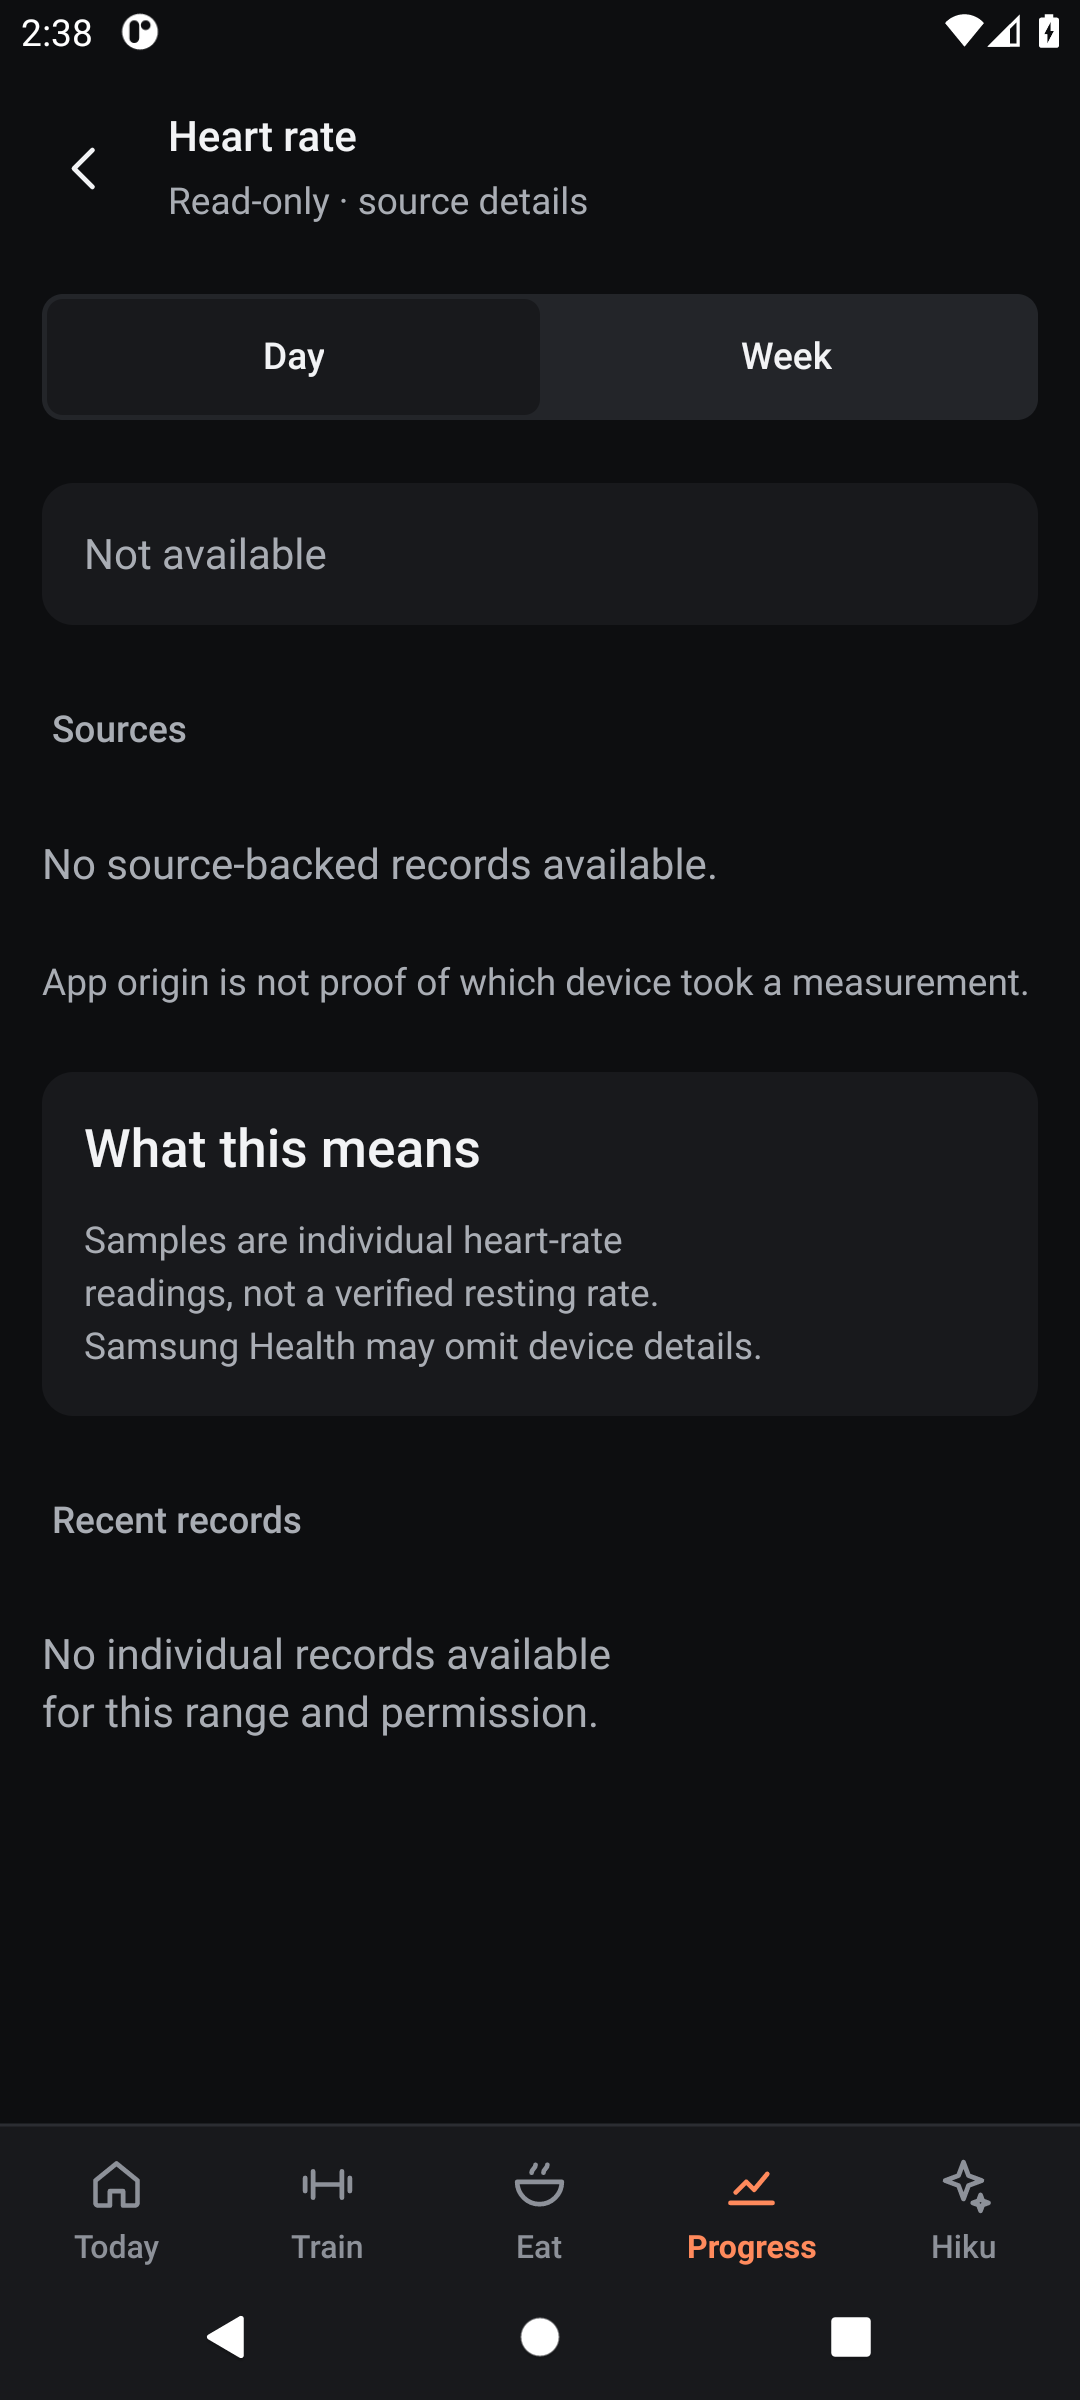 2:38
Heart rate
Read-only · source details
Day
Week
Not available
Sources
No source-backed records available.
App origin is not proof of which device took a measurement.
What this means
Samples are individual heart-rate
readings, not a verified resting rate.
Samsung Health may omit device details.
Recent records
No individual records available
for this range and permission.
Today
Train
Eat
Progress
Hiku